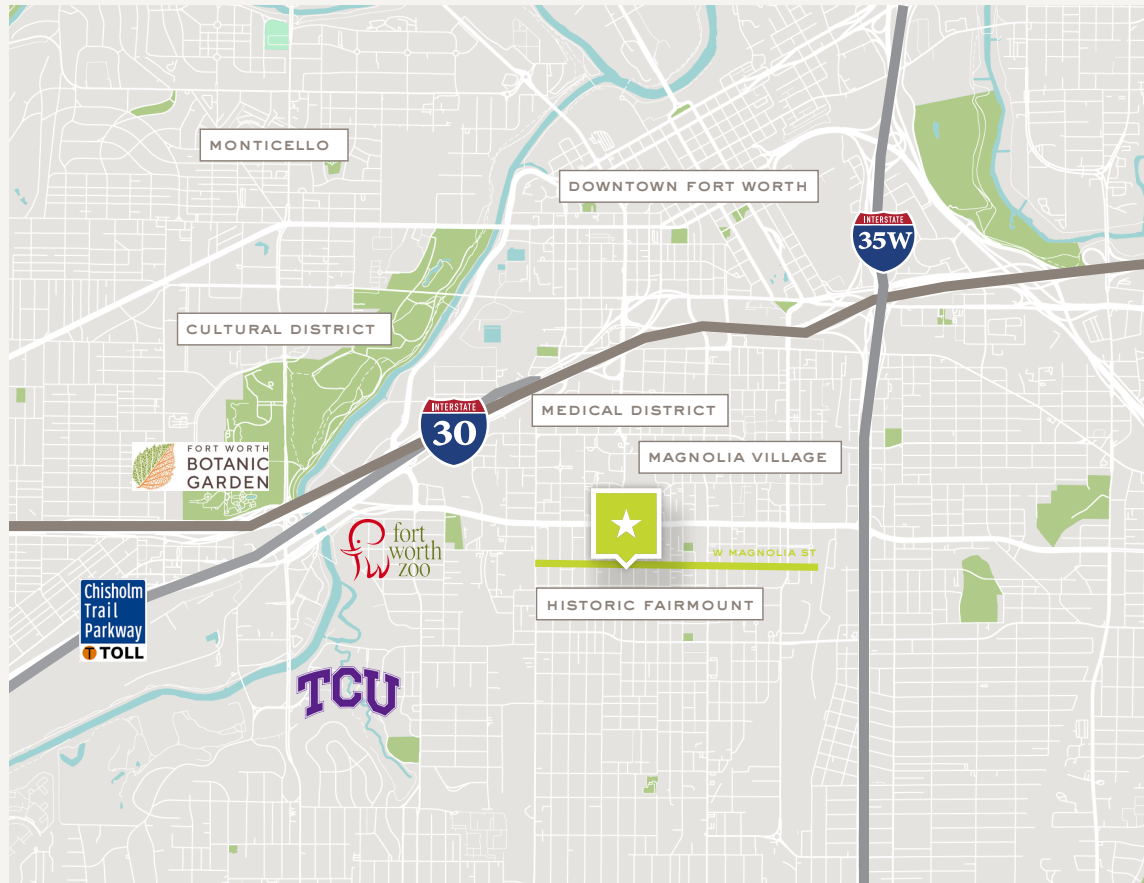 MONTICELLO
DOWNTOWN FORT WORTH
INTERSTATE
35W
CULTURAL DISTRICT
INTERSTATE
30
MEDICAL DISTRICT
MAGNOLIA VILLAGE
FORT WORTH
BOTANIC
GARDEN
fort
worth
zoo
W MAGNOLIA ST
HISTORIC FAIRMOUNT
Chisholm
Trail
Parkway
T TOLL
TCU